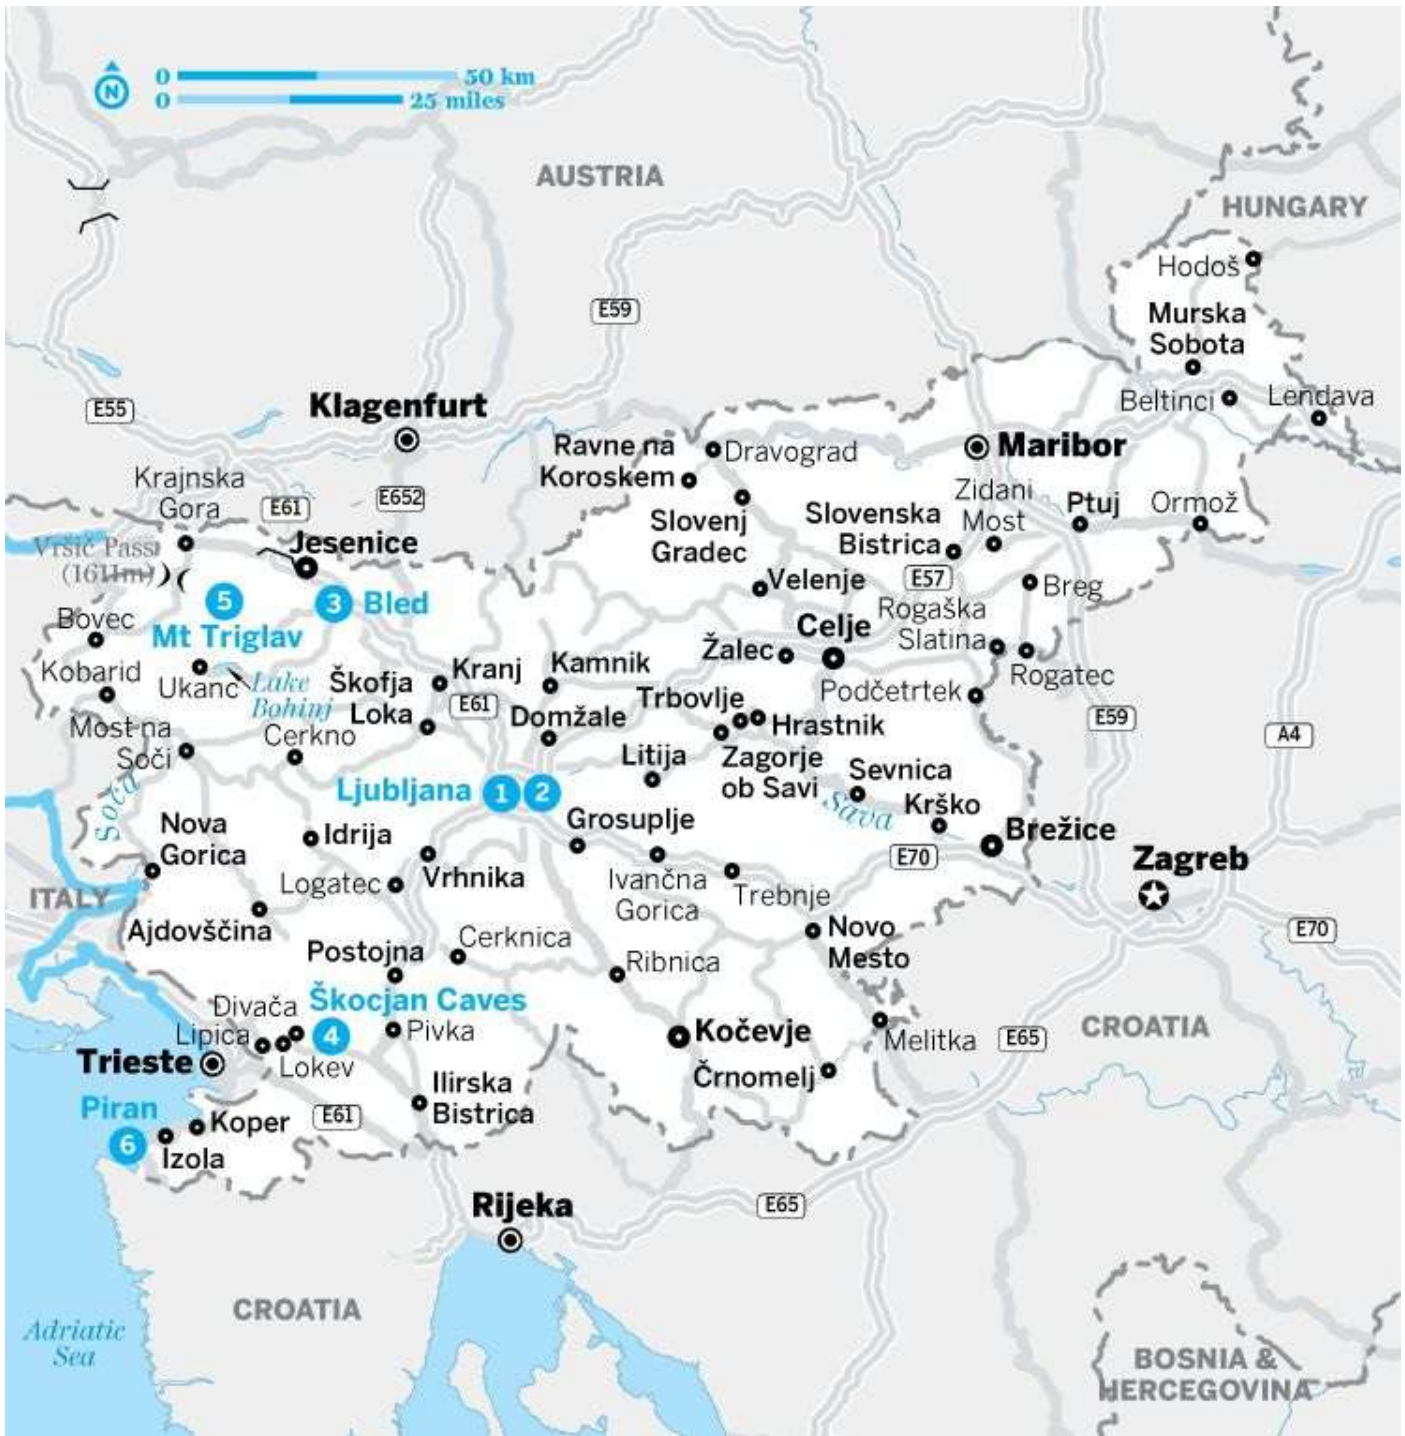 0 50 km
N
0 25 miles
AUSTRIA
HUNGARY
Hodoš
E59
Murska
Sobota
Beltinci
Lendava
E55
Klagenfurt
Ravne na
Koroskem
Dravograd
Maribor
Krajnska
Gora
E61
E652
Slovenj
Gradec
Slovenska
Bistrica
Zidani
Most
Ptuj
Ormož
Vršič Pass
(1611m)
Jesenice
5
Mt Triglav
3 Bled
Velenje
E57
Breg
Bovec
Rogaška
Slatina
Celje
Žalec
Rogatec
Kobarid
Ukanc
Lake
Bohinj
Škofja
Loka
Kranj
Kamnik
E61
Domžale
Trbovlje
Hrastnik
Podčetrtek
E59
A4
Most na
Soči
Cerkno
Litija
Zagorje
ob Savi
Sevnica
Sava
Krško
Ljubljana 1 2
Soča
Nova
Gorica
Idrija
Grosuplje
Brežice
E70
Zagreb
ITALY
Logatec
Vrhnika
Ivančna
Gorica
Trebnje
Ajdovščina
Postojna
Cerknica
Ribnica
Novo
Mesto
E70
Divača
Škocjan Caves
4
Lipica
Lokev
Pivka
Kočevje
Melitka
E65
CROATIA
Trieste
Črnomelj
Ilirska
Bistrica
Piran
6
Koper
Izola
E61
Rijeka
E65
CROATIA
Adriatic
Sea
BOSNIA &
HERCEGOVINA